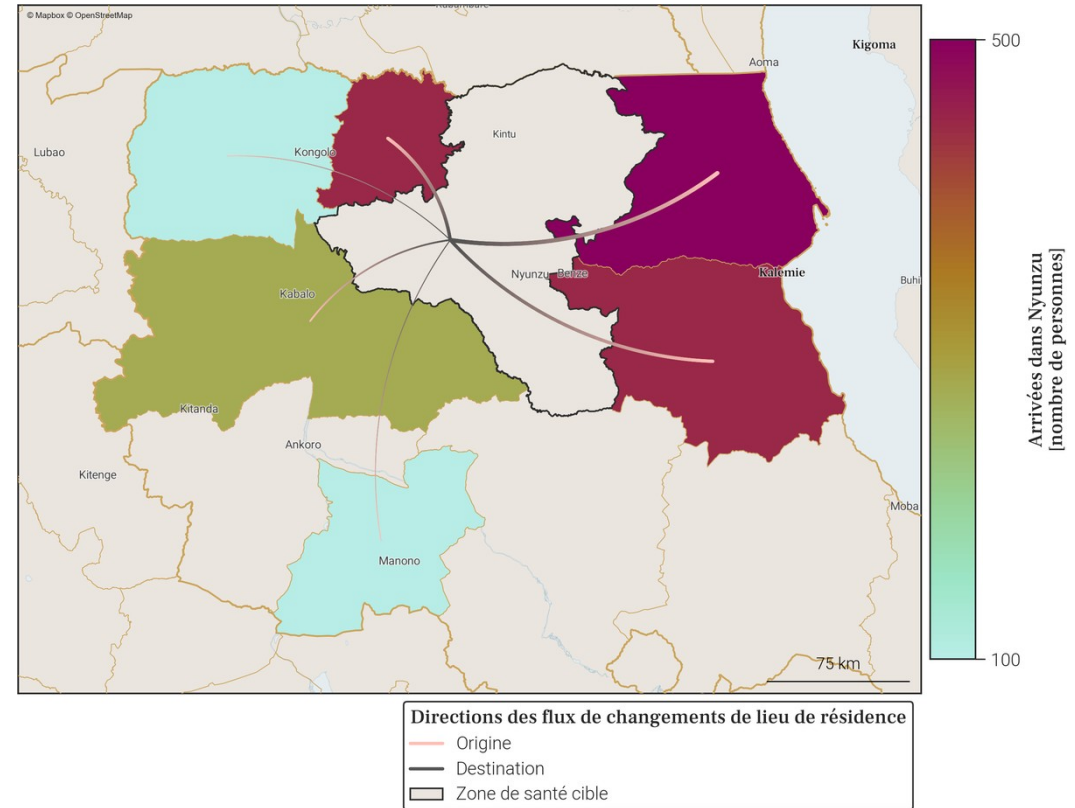 © Mapbox © OpenStreetMap
Kigoma
Aoma
Kintu
Lubao
Kongolo
Nyunzu
Benze
Kalemie
Buhi
Kabalo
Kitanda
Ankoro
Kitenge
Moba
Manono
75 km
500
100
Arrivées dans Nyunzu
[nombre de personnes]
Directions des flux de changements de lieu de résidence
Origine
Destination
Zone de santé cible